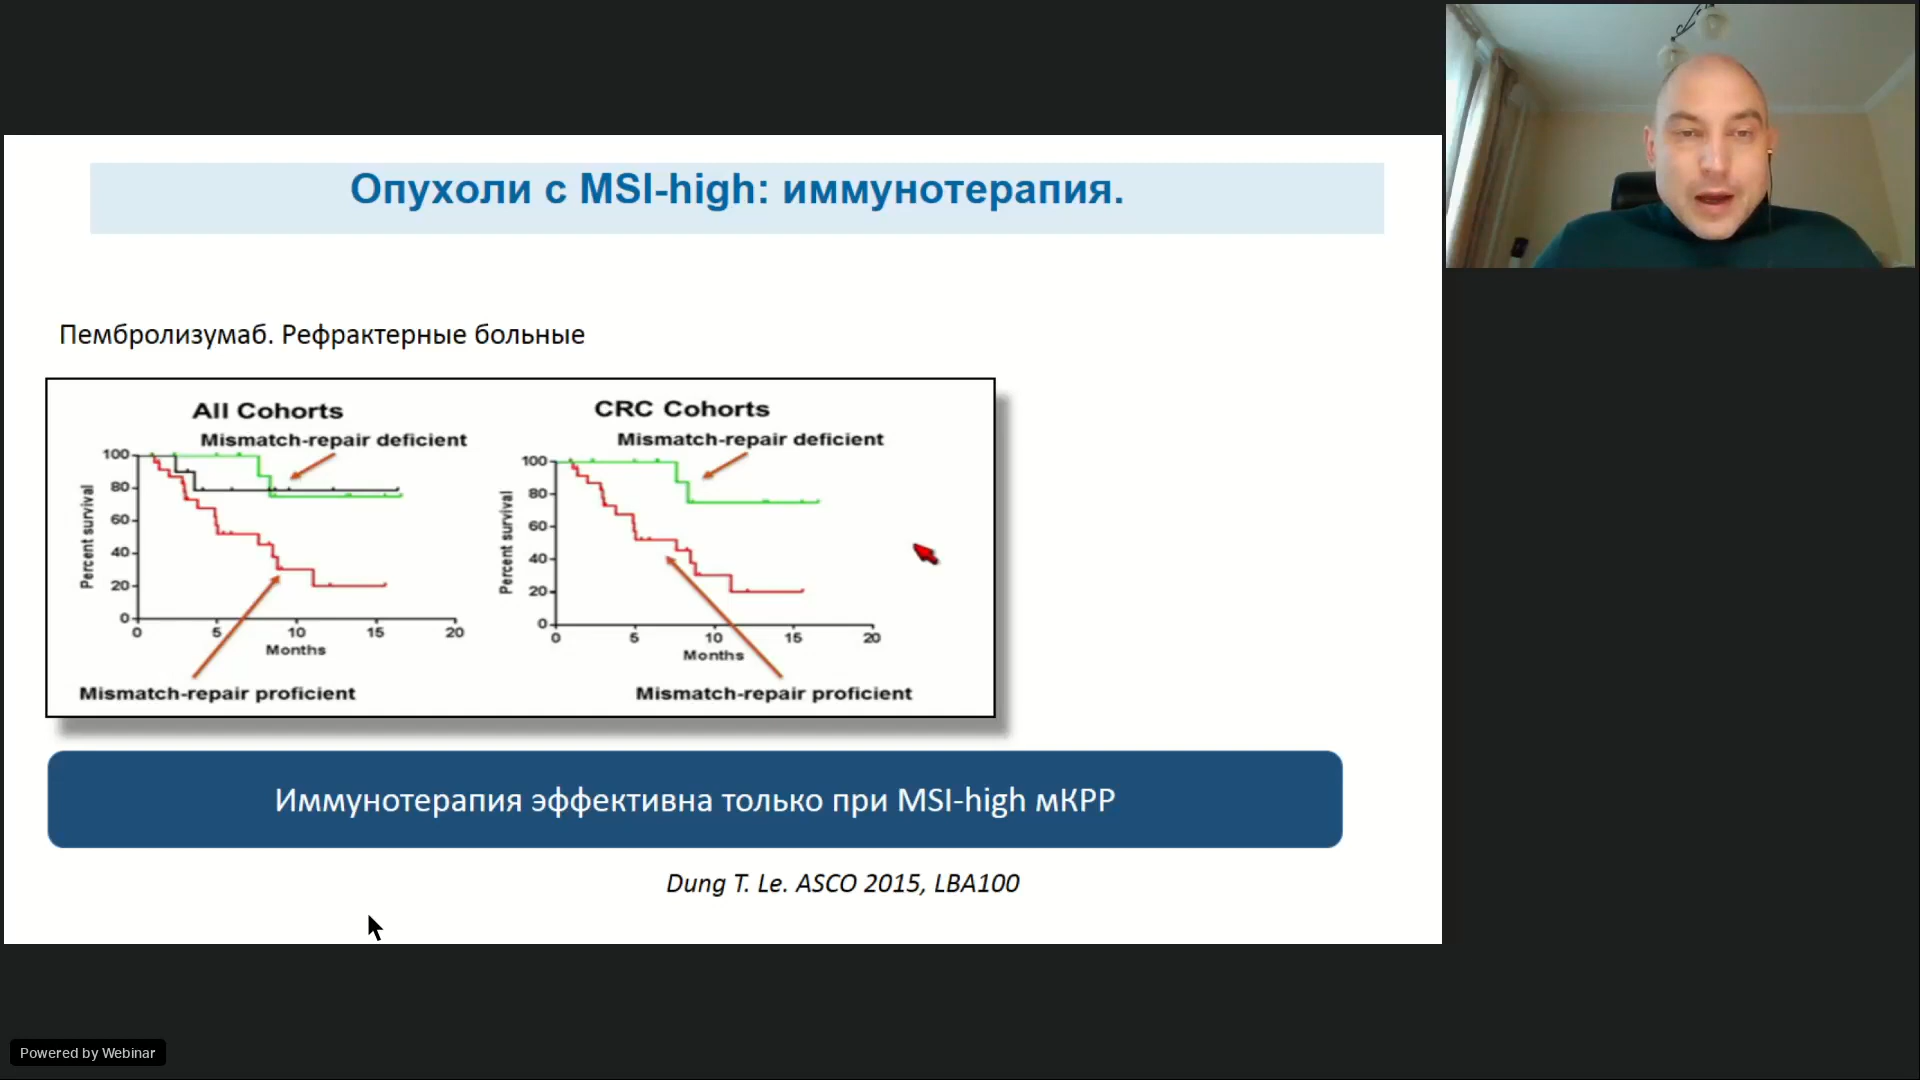 Опухоли с MSI-high: иммунотерапия.
Пембролизумаб. Рефрактерные больные
All Cohorts
Mismatch-repair deficient
100
80
60
40
20
0
Percent survival
0 5 10 15 20
Months
Mismatch-repair proficient
CRC Cohorts
Mismatch-repair deficient
100
80
60
40
20
0
Percent survival
0 5 10 15 20
Months
Mismatch-repair proficient
Иммунотерапия эффективна только при MSI-high мКРР
Dung T. Le. ASCO 2015, LBA100
Powered by Webinar